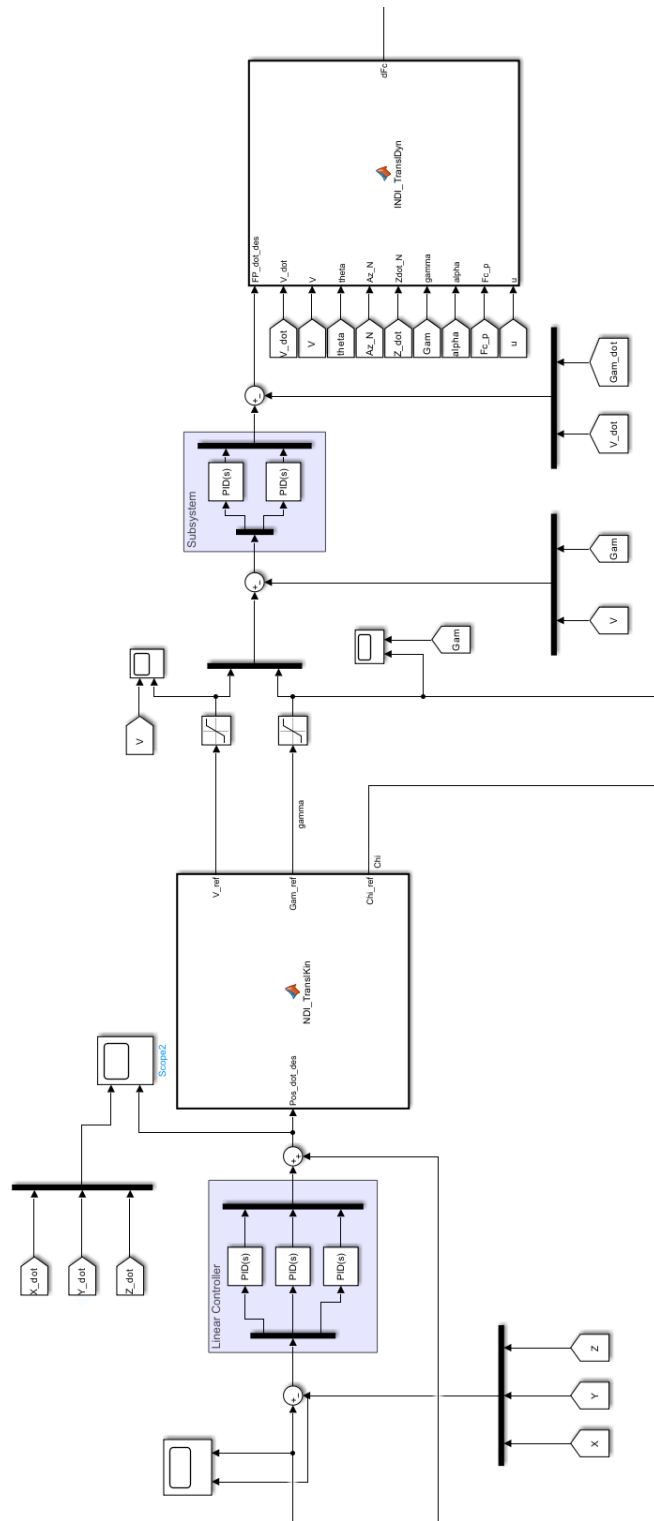 dFc
INDI_TranslDyn
FP_dot_des
V_dot
V
theta
Az_N
Zdot_N
gamma
alpha
Fc_p
u
V_dot
V
theta
Az_N
Z_dot
Gam
alpha
Fc_p
u
Gam_dot
V_dot
Subsystem
PID(s)
PID(s)
+
-
+
-
Gam
V
V
Gam
gamma
Chi
V_ref
Gam_ref
Chi_ref
NDI_TranslKin
Pos_dot_des
Scope2
+
+
X_dot
Y_dot
Z_dot
Linear Controller
PID(s)
PID(s)
PID(s)
+
-
Z
Y
X